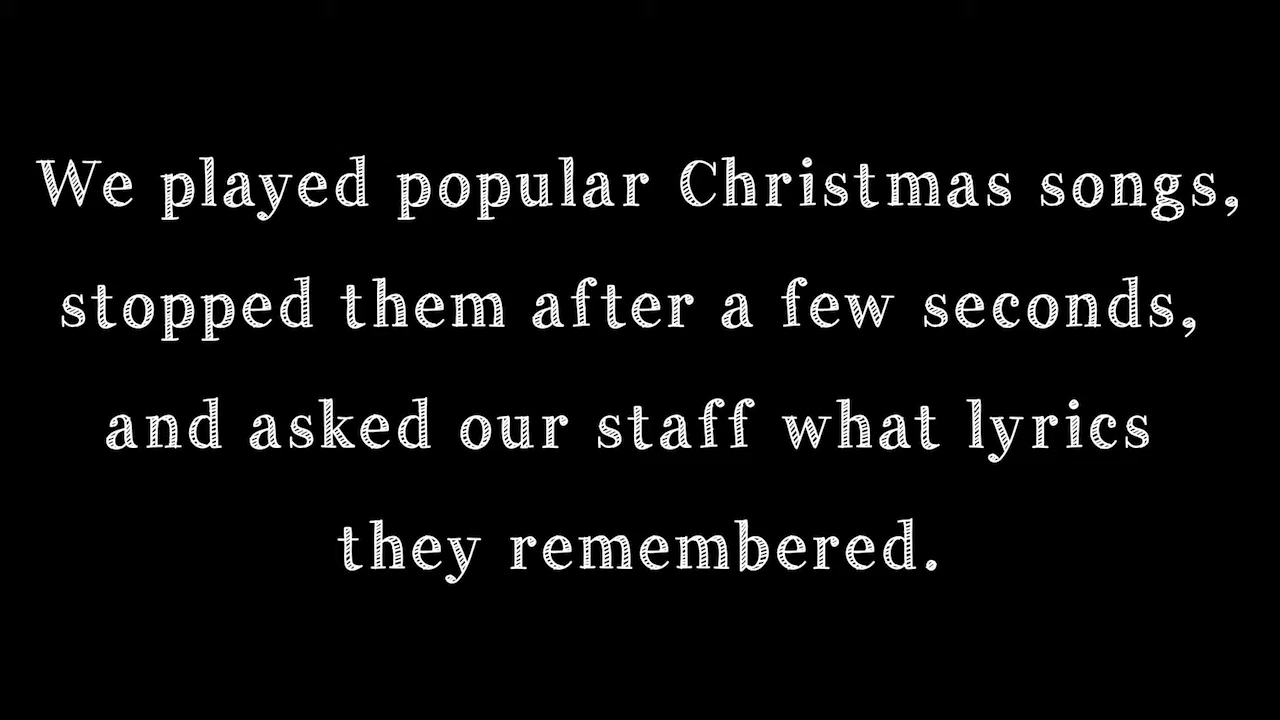 We played popular Christmas songs,
stopped them after a few seconds,
and asked our staff what lyrics
they remembered.